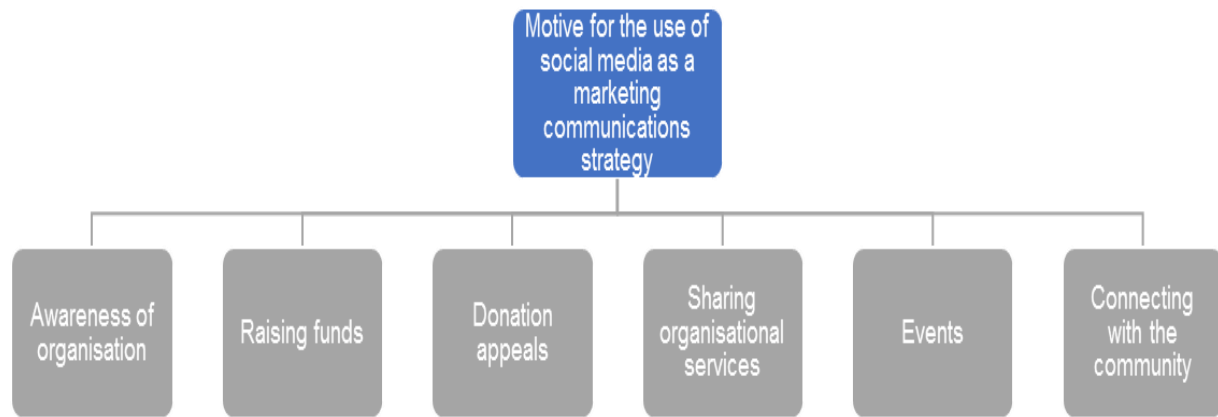 Motive for the use of
social media as a
marketing
communications
strategy
Awareness of
organisation
Raising funds
Donation
appeals
Sharing
organisational
services
Events
Connecting
with the
community